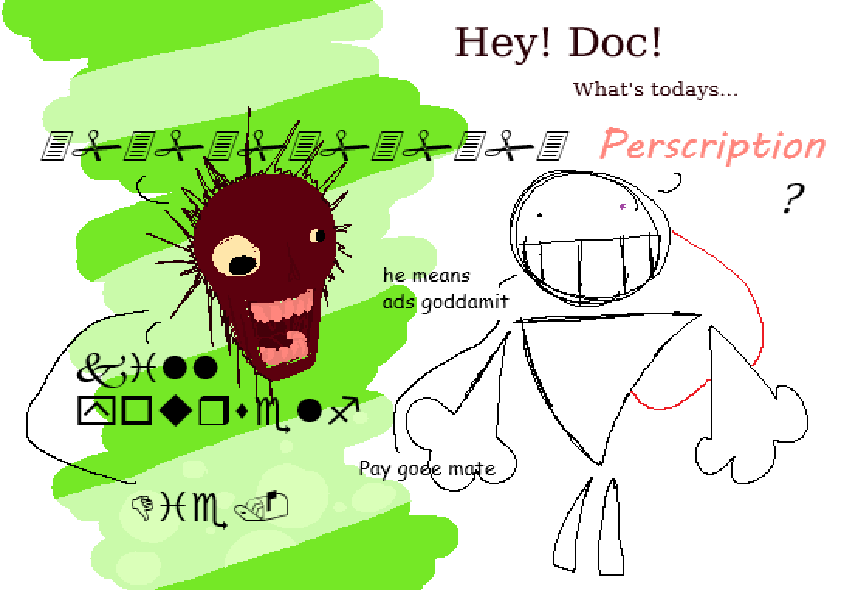 Hey! Doc!
What's todays...
Perscription
?
he means
ads goddamit
🙵♓●●
⍓□◆❒⬧♏●♐
Pay goee mate
👎♓♏